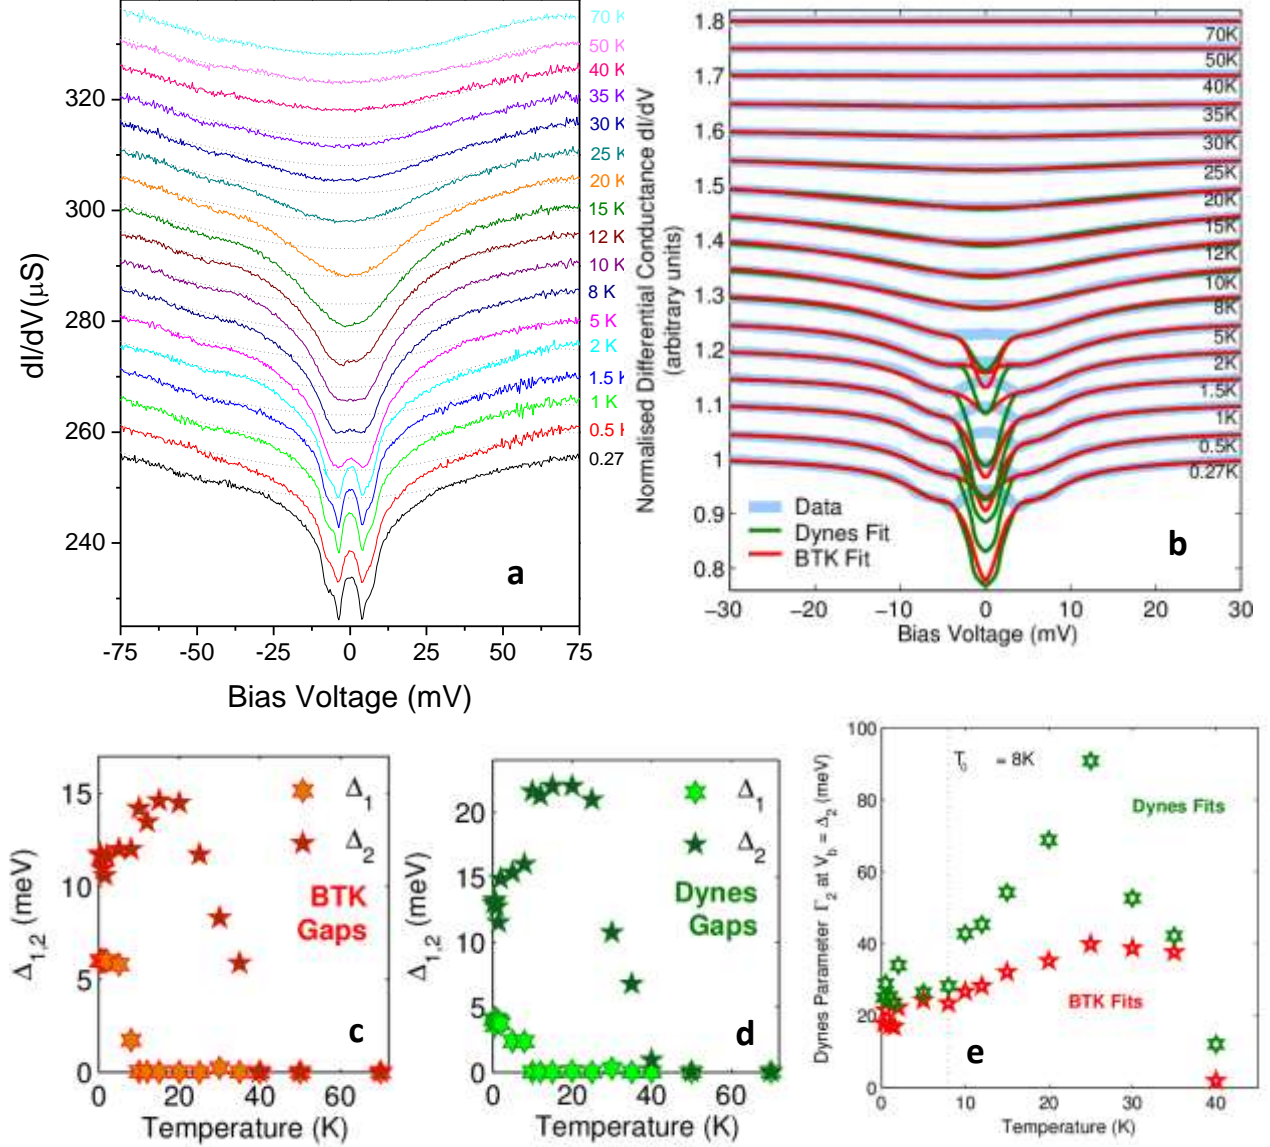 70 K
50 K
40 K
35 K
30 K
25 K
20 K
15 K
12 K
10 K
8 K
5 K
2 K
1.5 K
1 K
0.5 K
0.27
320
300
280
260
240
dI/dV(μS)
a
-75
-50
-25
0
25
50
75
Bias Voltage (mV)
1.8
1.7
1.6
1.5
1.4
1.3
1.2
1.1
1
0.9
0.8
Normalised Differential Conductance dI/dV
(arbitrary units)
70K
50K
40K
35K
30K
25K
20K
15K
12K
10K
8K
5K
2K
1.5K
1K
0.5K
0.27K
Data
Dynes Fit
BTK Fit
b
−30
−20
−10
0
10
20
30
Bias Voltage (mV)
15
10
5
0
Δ1,2 (meV)
Δ1
Δ2
BTK
Gaps
c
0
20
40
60
Temperature (K)
20
15
10
5
0
Δ1,2 (meV)
Δ1
Δ2
Dynes
Gaps
d
0
20
40
60
Temperature (K)
100
80
60
40
20
0
Dynes Parameter Γ2 at Vb = Δ2 (meV)
= 8K
Dynes Fits
BTK Fits
e
0
10
20
30
40
Temperature (K)